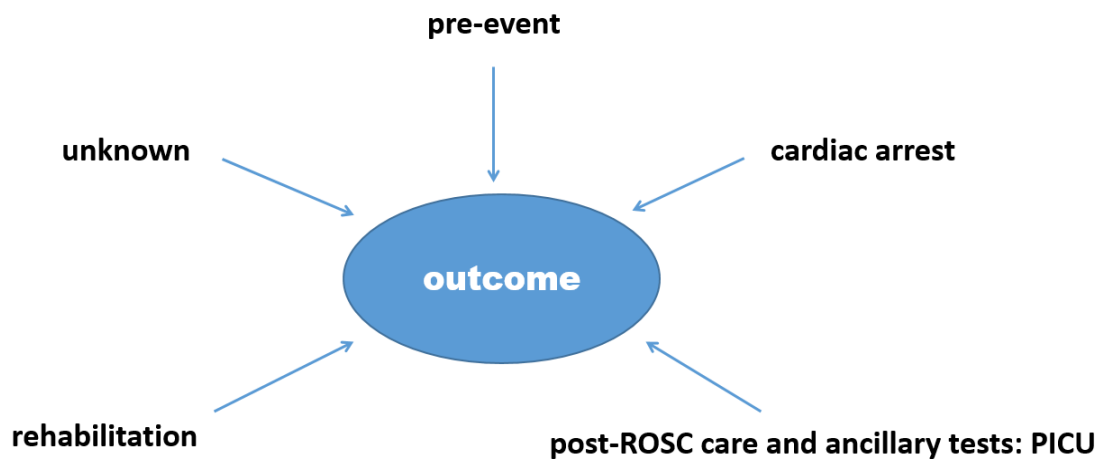 pre-event
unknown
cardiac arrest
outcome
rehabilitation
post-ROSC care and ancillary tests: PICU